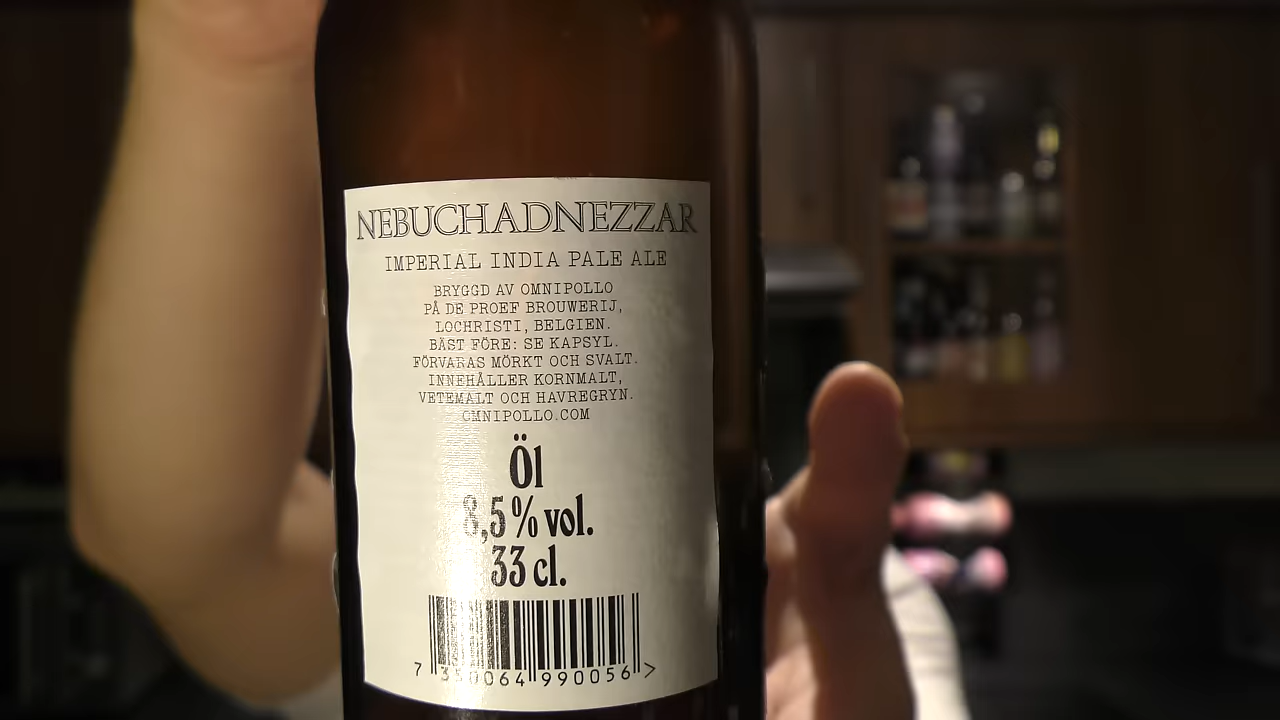 NEBUCHADNEZZAR
IMPERIAL INDIA PALE ALE
BRYGGD AV OMNIPOLLO
PÅ DE PROEF BROUWERIJ,
LOCHRISTI, BELGIEN.
BÄST FÖRE: SE KAPSYL.
FÖRVARAS MÖRKT OCH SVALT.
INNEHÅLLER KORNMALT,
VETEMALT OCH HAVREGRYN.
OMNIPOLLO.COM
Öl
8,5% vol.
33 cl.
7 350064 990056 >